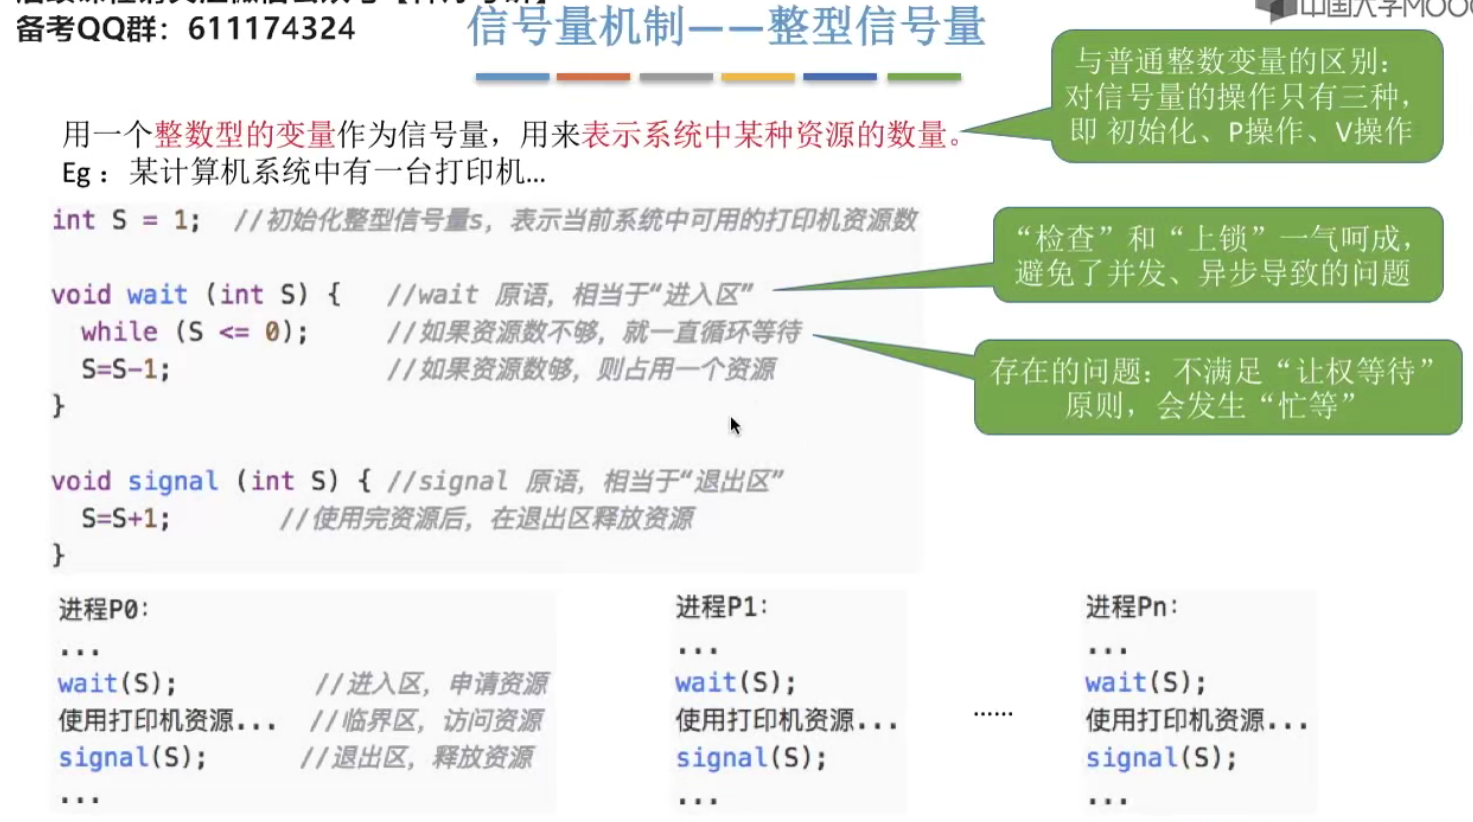 备考QQ群：611174324
信号量机制——整型信号量
中国大学MOOC
与普通整数变量的区别：
对信号量的操作只有三种，
即 初始化、P操作、V操作
用一个整数型的变量作为信号量，用来表示系统中某种资源的数量。
Eg：某计算机系统中有一台打印机...
int S = 1;  //初始化整型信号量s，表示当前系统中可用的打印机资源数
“检查”和“上锁”一气呵成，
避免了并发、异步导致的问题
void wait (int S) {   //wait 原语，相当于“进入区”
while (S <= 0);   //如果资源数不够，就一直循环等待
S=S-1;   //如果资源数够，则占用一个资源
}
存在的问题：不满足“让权等待”
原则，会发生“忙等”
void signal (int S) { //signal 原语，相当于“退出区”
S=S+1;   //使用完资源后，在退出区释放资源
}
进程P0：
...
wait(S);   //进入区，申请资源
使用打印机资源...   //临界区，访问资源
signal(S);   //退出区，释放资源
...
进程P1：
...
wait(S);
使用打印机资源...
signal(S);
...
......
进程Pn：
...
wait(S);
使用打印机资源...
signal(S);
...